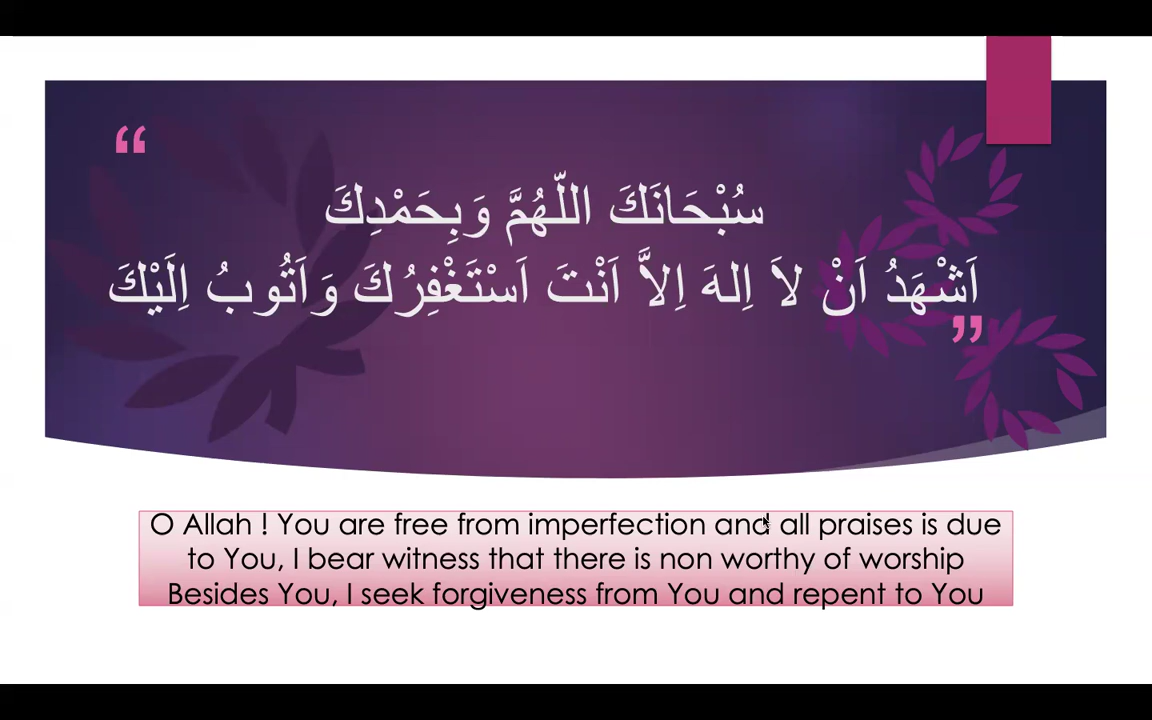 “
سُبْحَانَكَ اللّهُمَّ وَبِحَمْدِكَ
اَشْهَدُ اَنْ لاَ اِلهَ اِلاَّ اَنْتَ اَسْتَغْفِرُكَ وَاَتُوبُ اِلَيْكَ
”
O Allah ! You are free from imperfection and all praises is due
to You, I bear witness that there is non worthy of worship
Besides You, I seek forgiveness from You and repent to You